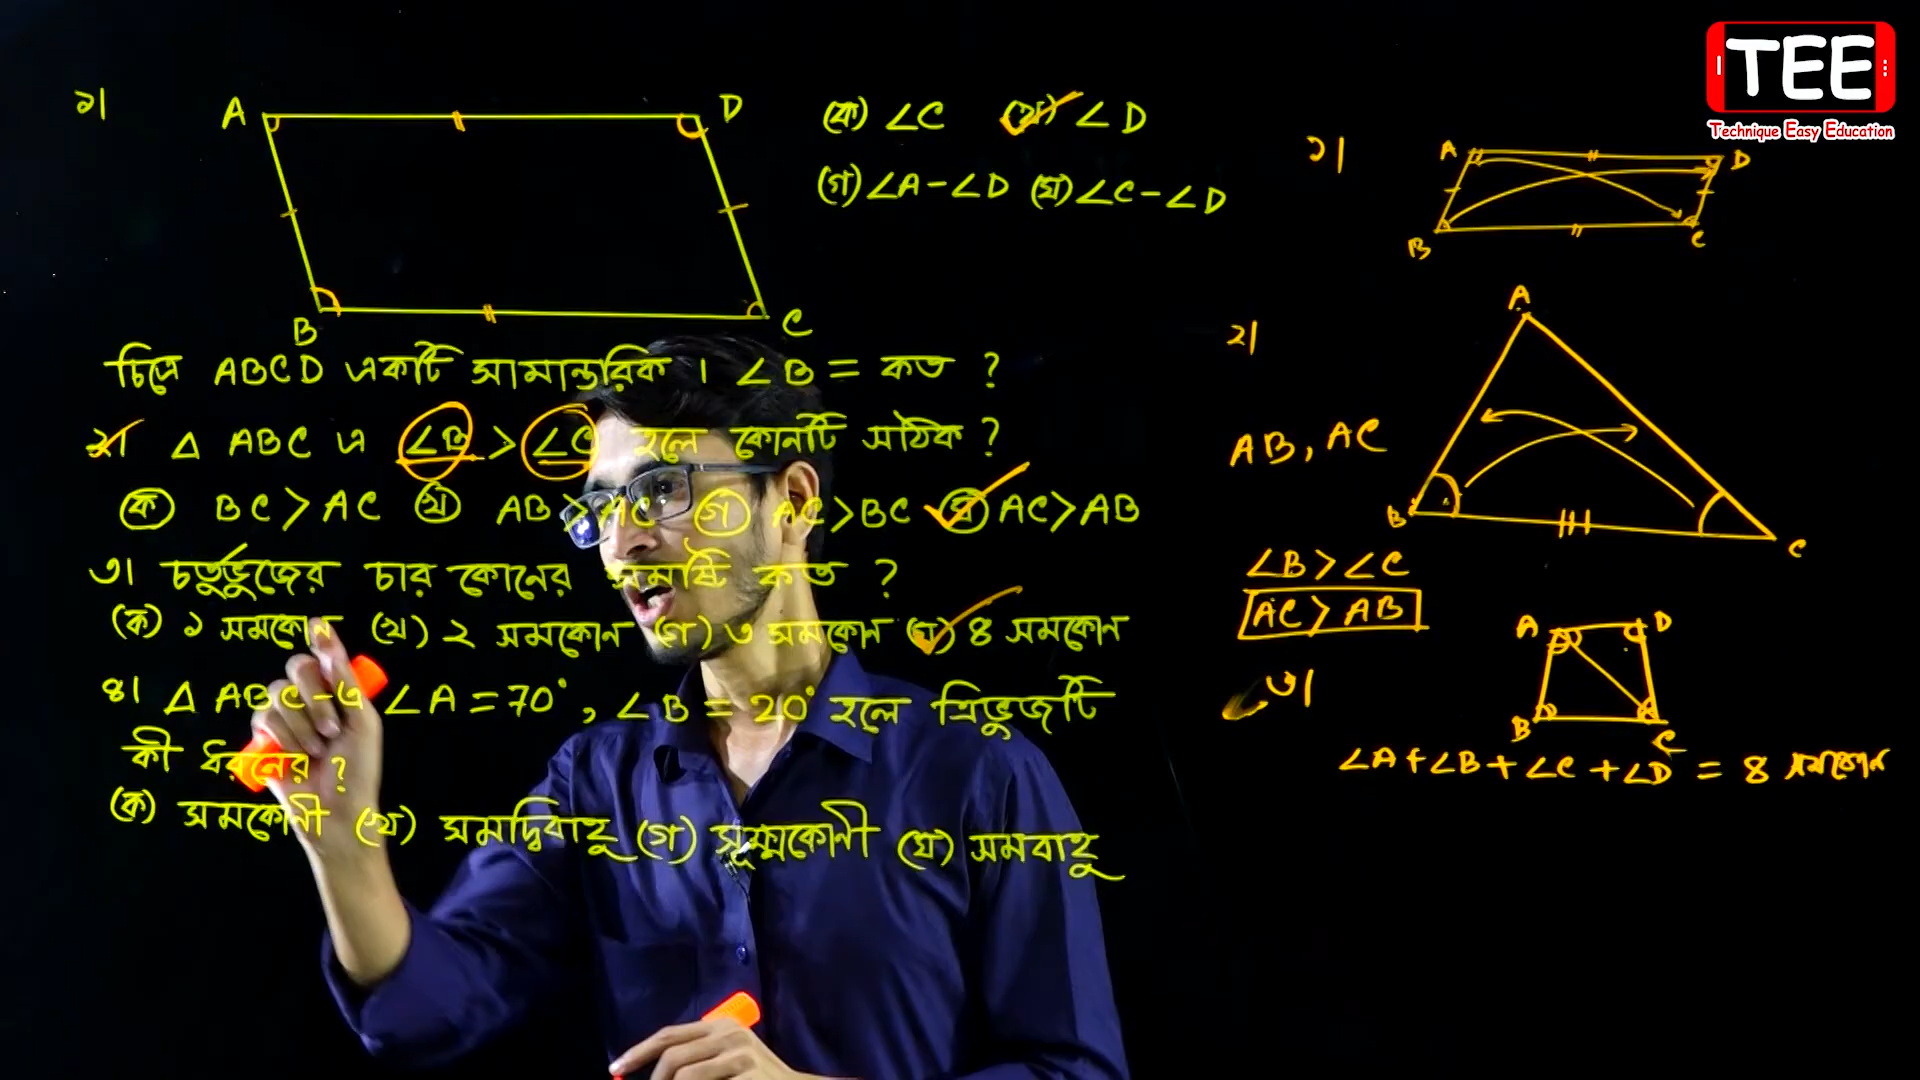 ১।
A D
B C
(ক) ∠C (খ) ∠D
(গ) ∠A-∠D (ঘ) ∠C-∠D
চিত্রে ABCD একটি সামান্তরিক । ∠B = কত ?
২। △ ABC এ ∠B > ∠C হলে কোনটি সঠিক ?
ক BC > AC খ AB > AC গ AC > BC ঘ AC > AB
৩। চর্তুভুজের চার কোনের সমষ্টি কত ?
(ক) ১ সমকোন (খ) ২ সমকোন (গ) ৩ সমকোন (ঘ) ৪ সমকোন
৪। △ ABC-এ ∠A = 70°, ∠B = 20° হলে ত্রিভুজটি
কী ধরনের ?
(ক) সমকোনী (খ) সমদ্বিবাহু (গ) সূক্ষ্মকোনী (ঘ) সমবাহু
TEE
Technique Easy Education
১।
A D
B C
২।
A
B C
AB, AC
∠B > ∠C
AC > AB
৩।
A D
B C
∠A + ∠B + ∠C + ∠D = ৪ সমকোন